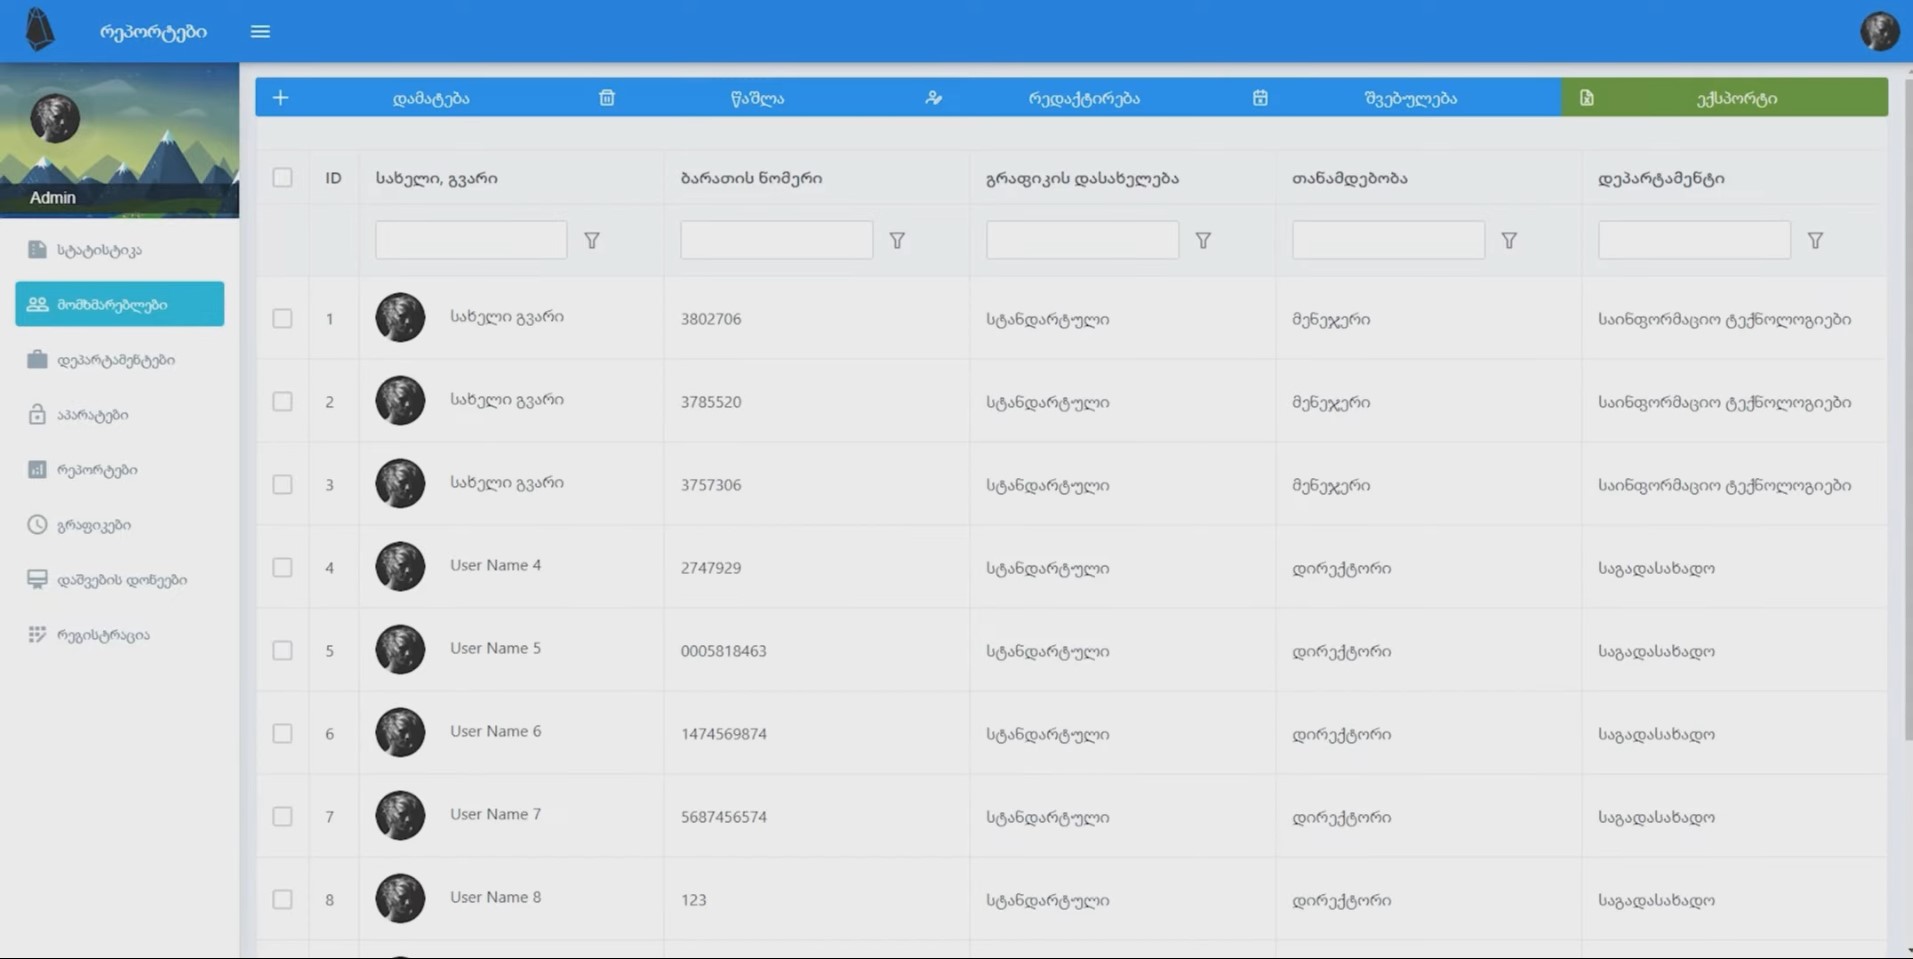 რეპორტები
Admin
სტატისტიკა
მომხმარებლები
დეპარტამენტები
აპარატები
რეპორტები
გრაფიკები
დაშვების დონეები
რეგისტრაცია
დამატება წაშლა რედაქტირება შვებულება ექსპორტი
ID სახელი, გვარი ბარათის ნომერი გრაფიკის დასახელება თანამდებობა დეპარტამენტი
1 სახელი გვარი 3802706 სტანდარტული მენეჯერი საინფორმაციო ტექნოლოგიები
2 სახელი გვარი 3785520 სტანდარტული მენეჯერი საინფორმაციო ტექნოლოგიები
3 სახელი გვარი 3757306 სტანდარტული მენეჯერი საინფორმაციო ტექნოლოგიები
4 User Name 4 2747929 სტანდარტული დირექტორი საგადასახადო
5 User Name 5 0005818463 სტანდარტული დირექტორი საგადასახადო
6 User Name 6 1474569874 სტანდარტული დირექტორი საგადასახადო
7 User Name 7 5687456574 სტანდარტული დირექტორი საგადასახადო
8 User Name 8 123 სტანდარტული დირექტორი საგადასახადო